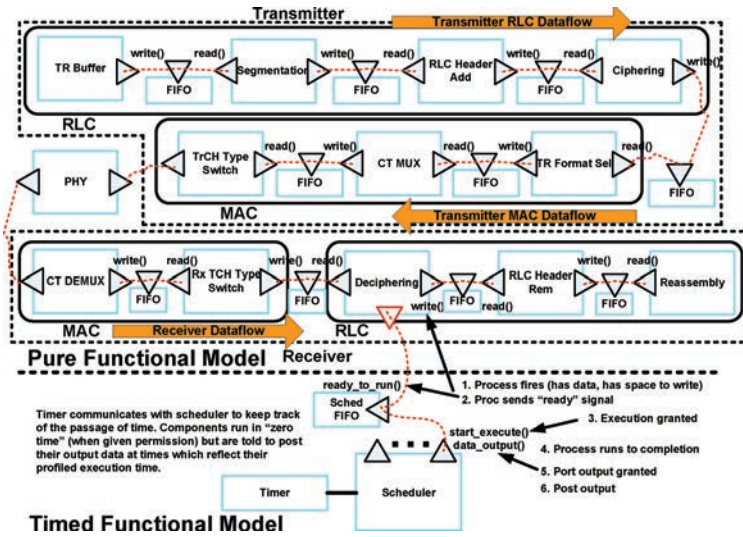 Transmitter
Transmitter RLC Dataflow
write() read() write() read() write() read() write()
TR Buffer
Segmentation
RLC Header
Add
Ciphering
FIFO
FIFO
FIFO
RLC
read() write() read() write() read()
TrCH Type
Switch
CT MUX
TR Format Sel
PHY
FIFO
FIFO
FIFO
MAC
Transmitter MAC Dataflow
write() read() write() read() write() read() write() read()
CT DEMUX
Rx TCH Type
Switch
Deciphering
RLC Header
Rem
Reassembly
FIFO
FIFO
FIFO
FIFO
MAC
Receiver Dataflow
RLC
Pure Functional Model
Receiver
ready_to_run()
1. Process fires (has data, has space to write)
2. Proc sends "ready" signal
Sched
FIFO
Timer communicates with scheduler to keep track
of the passage of time. Components run in "zero
time" (when given permission) but are told to post
their output data at times which reflect their
profiled execution time.
start_execute()
data_output()
3. Execution granted
4. Process runs to completion
5. Port output granted
6. Post output
Timer
Scheduler
Timed Functional Model